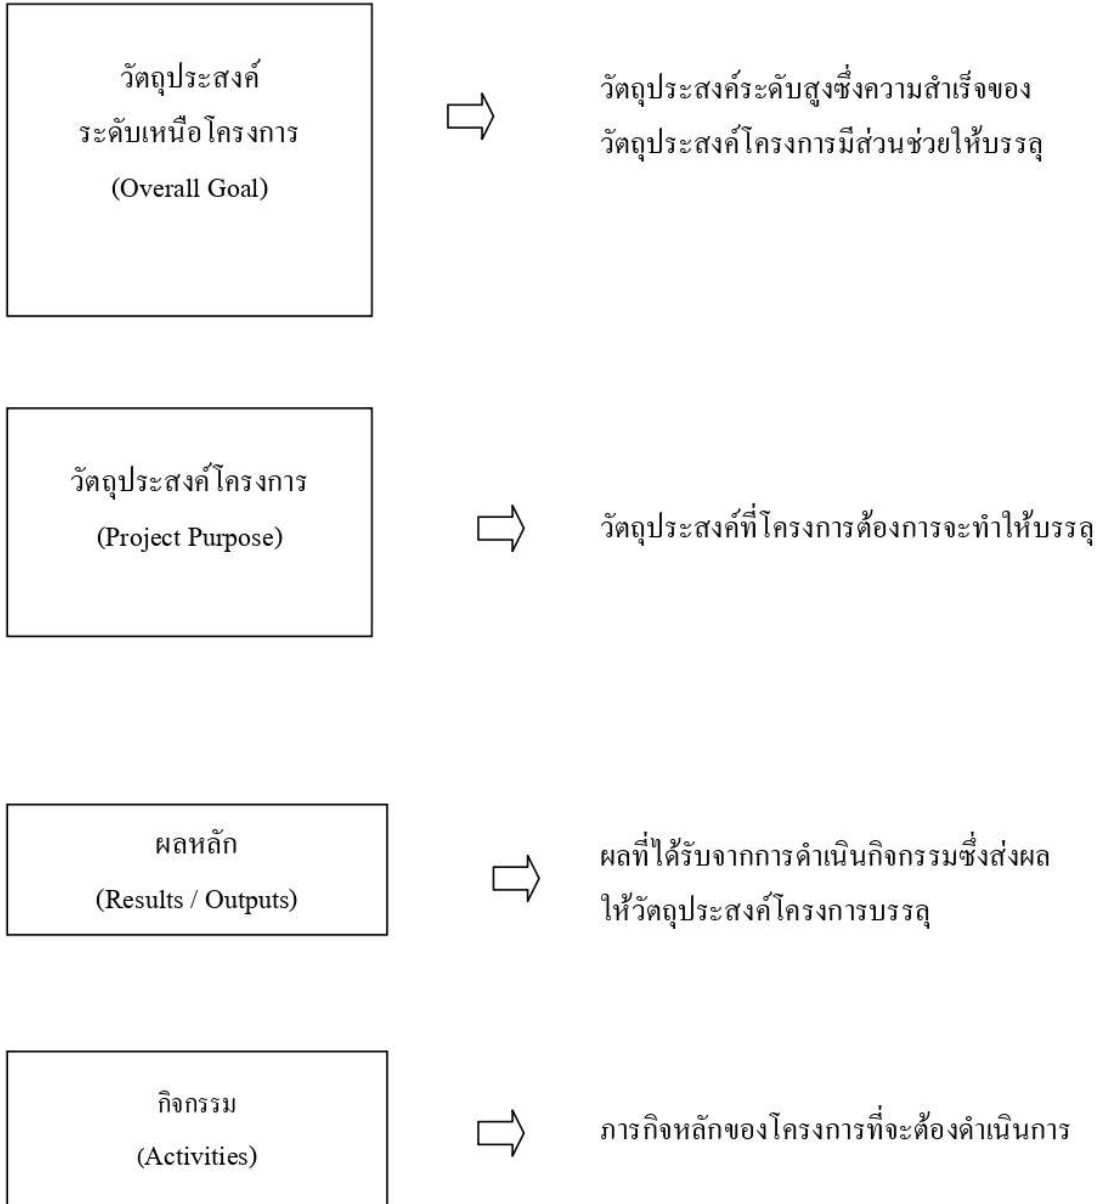 วัตถุประสงค์
ระดับเหนือโครงการ
(Overall Goal)
วัตถุประสงค์ระดับสูงซึ่งความสำเร็จของ
วัตถุประสงค์โครงการมีส่วนช่วยให้บรรลุ
วัตถุประสงค์โครงการ
(Project Purpose)
วัตถุประสงค์ที่โครงการต้องการจะทำให้บรรลุ
ผลหลัก
(Results / Outputs)
ผลที่ได้รับจากการดำเนินกิจกรรมซึ่งส่งผล
ให้วัตถุประสงค์โครงการบรรลุ
กิจกรรม
(Activities)
ภารกิจหลักของโครงการที่จะต้องดำเนินการ